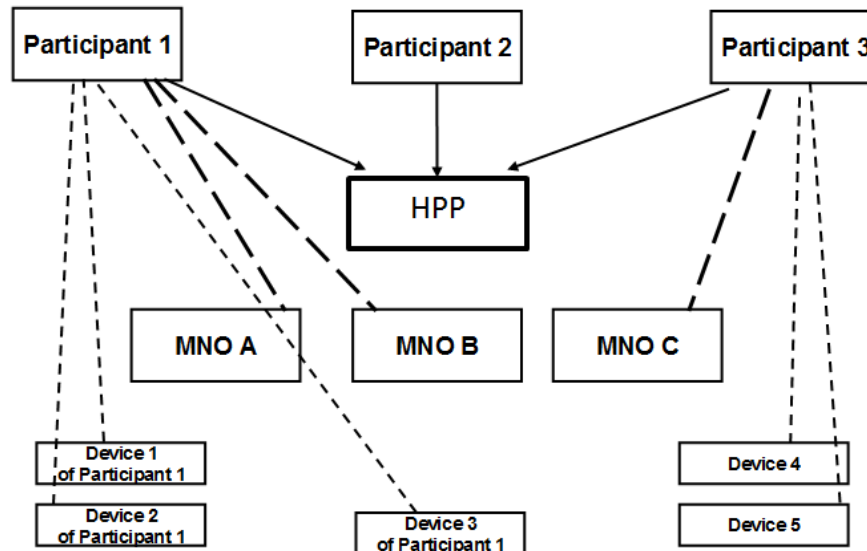 Participant 1
Participant 2
Participant 3
HPP
MNO A
MNO B
MNO C
Device 1
of Participant 1
Device 4
Device 2
of Participant 1
Device 3
of Participant 1
Device 5